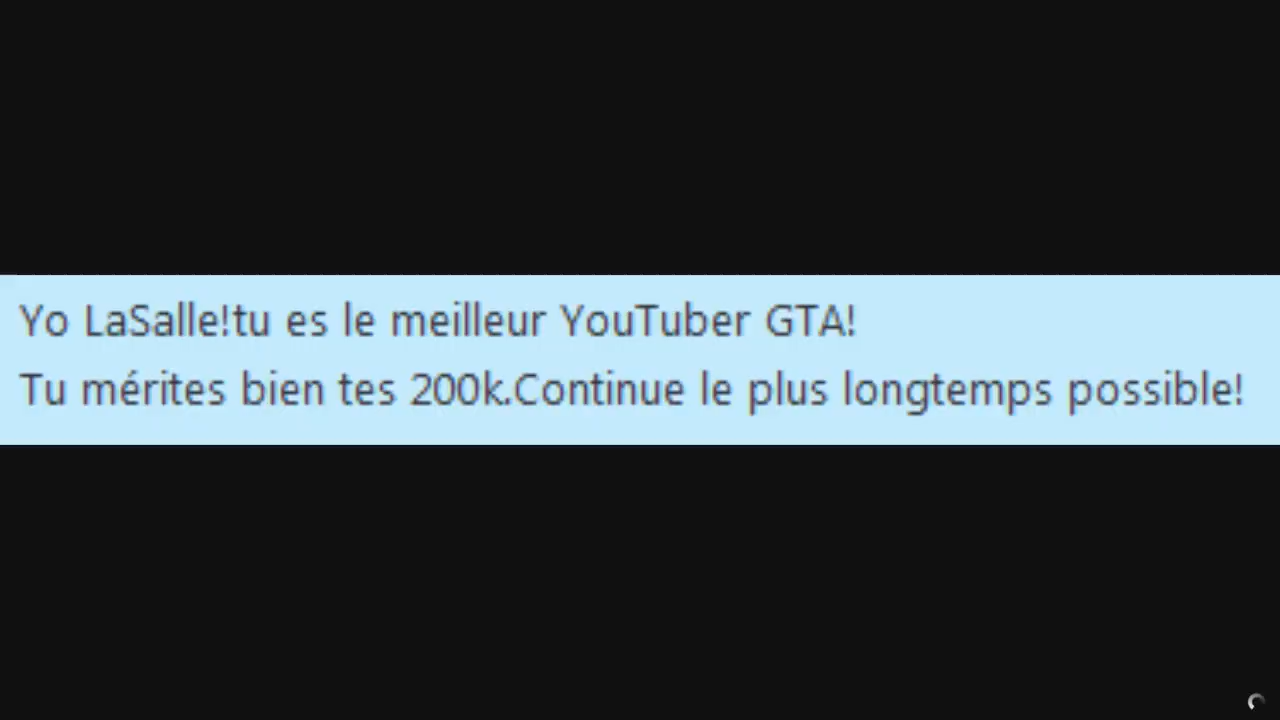 Yo LaSalle!tu es le meilleur YouTuber GTA!
Tu mérites bien tes 200k.Continue le plus longtemps possible!